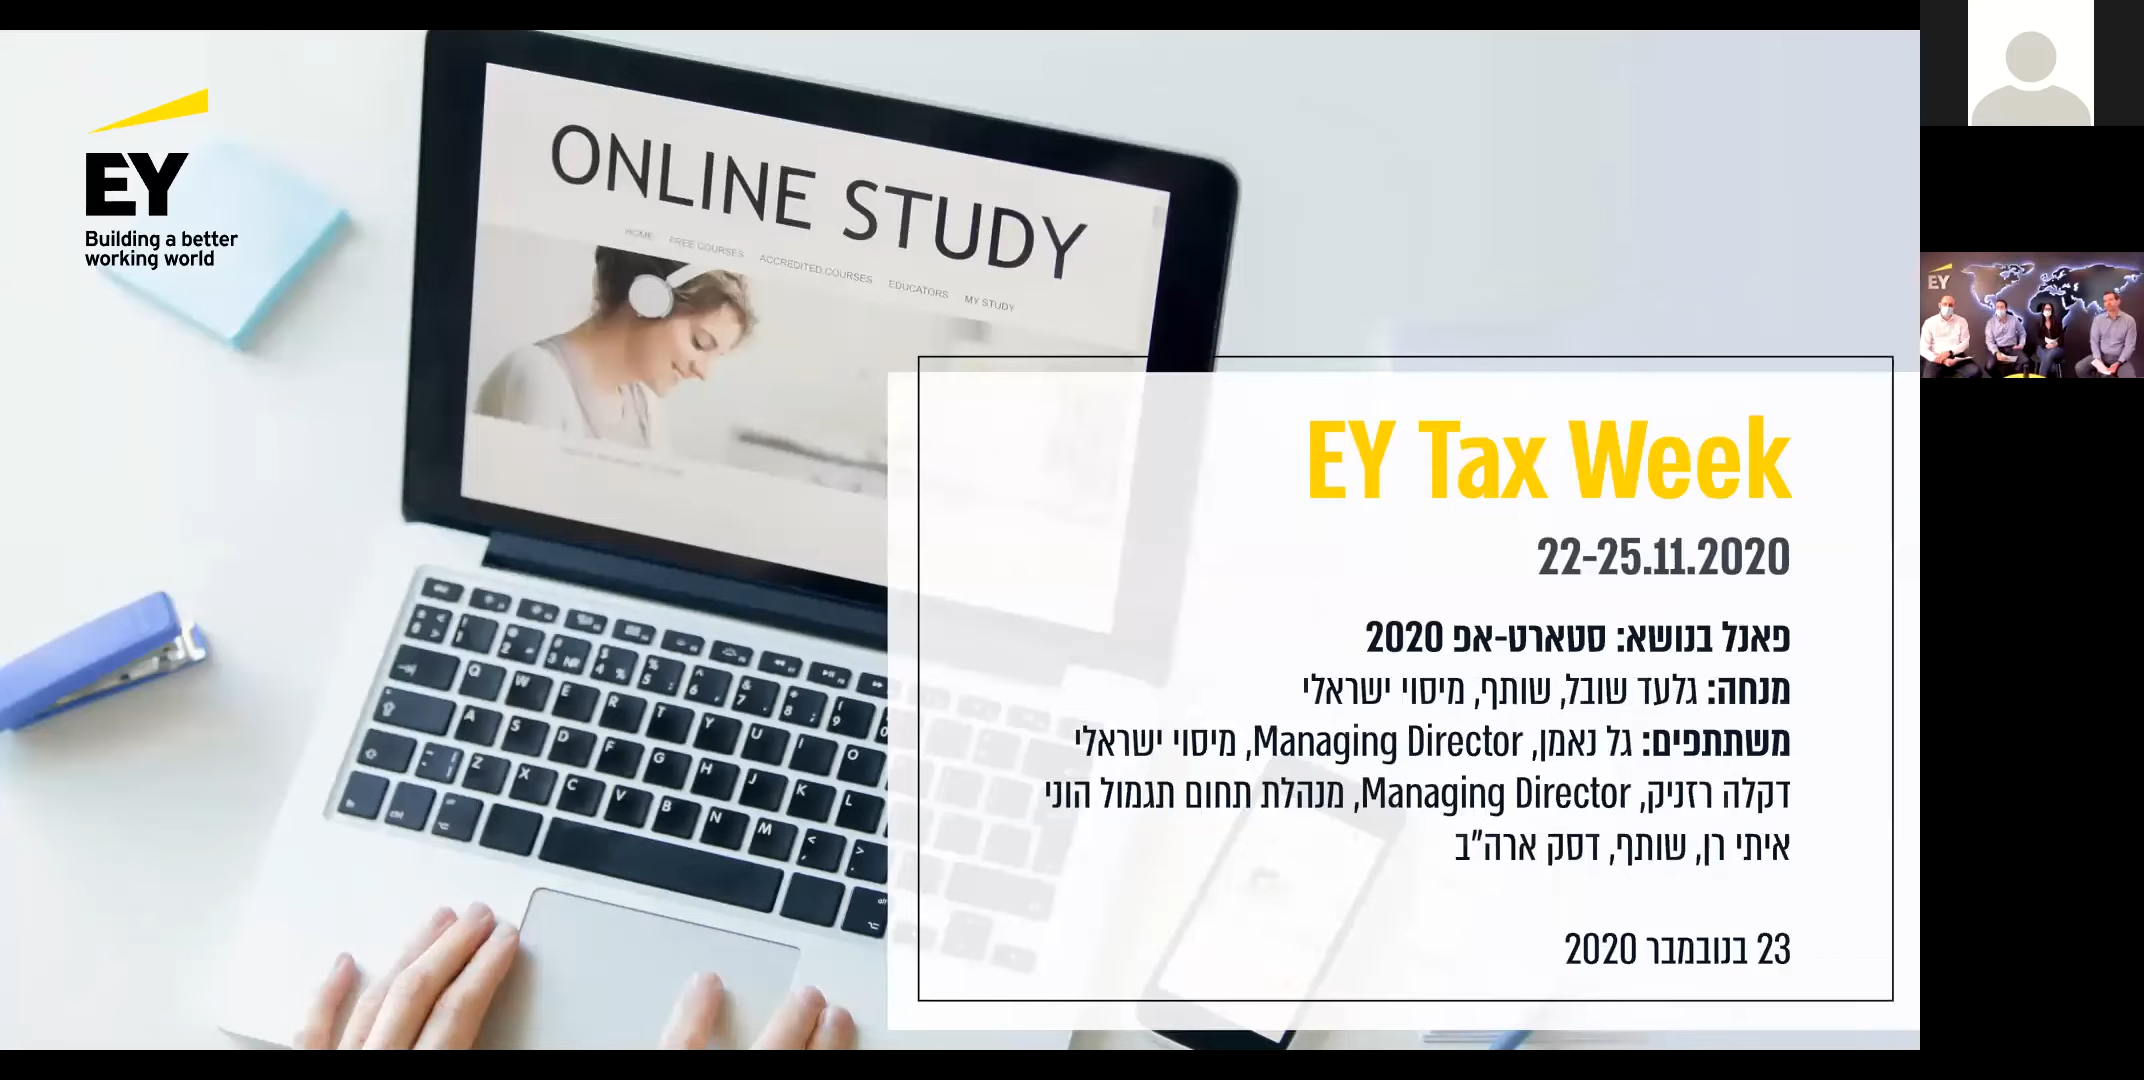 EY
Building a better
working world
ONLINE STUDY
HOME FREE COURSES ACCREDITED COURSES EDUCATORS MY STUDY
EY
EY Tax Week
22-25.11.2020
פאנל בנושא: סטארט-אפ 2020
מנחה: גלעד שובל, שותף, מיסוי ישראלי
משתתפים: גל נאמן, Managing Director, מיסוי ישראלי
דקלה רזניק, Managing Director, מנהלת תחום תגמול הוני
איתי רן, שותף, דסק ארה"ב
23 בנובמבר 2020